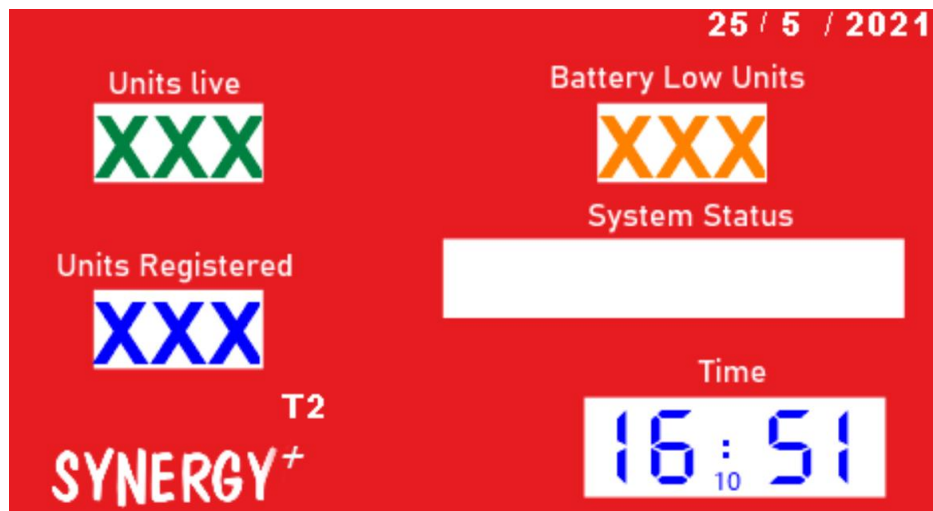 25 / 5 / 2021
Units live
XXX
Battery Low Units
XXX
System Status
Units Registered
XXX
Time
16:51
10
T2
SYNERGY+